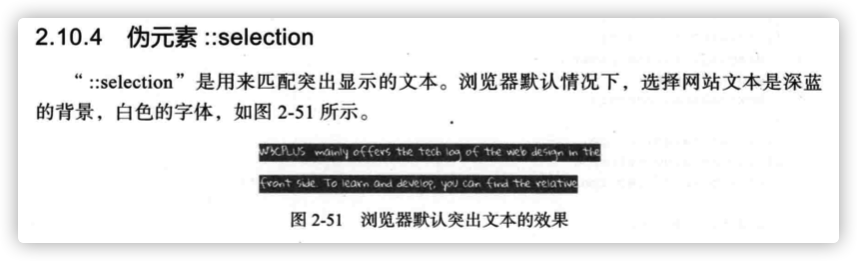 2.10.4 伪元素 ::selection
“ ::selection” 是用来匹配突出显示的文本。浏览器默认情况下，选择网站文本是深蓝
的背景，白色的字体，如图 2-51 所示。
W3CPLUS mainly offers the tech log of the web design in the
front side. To learn and develop, you can find the relative
图 2-51 浏览器默认突出文本的效果